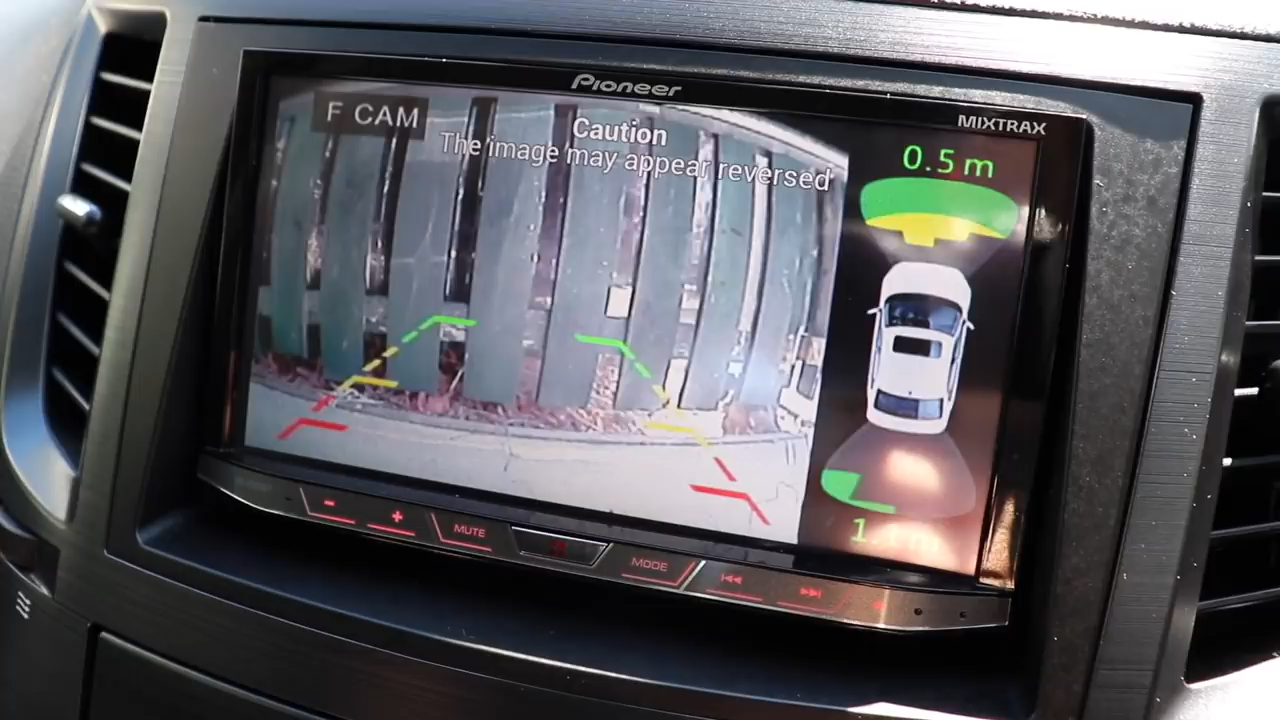 Pioneer
MIXTRAX
F CAM
Caution
The image may appear reversed
0.5 m
- + MUTE
MODE